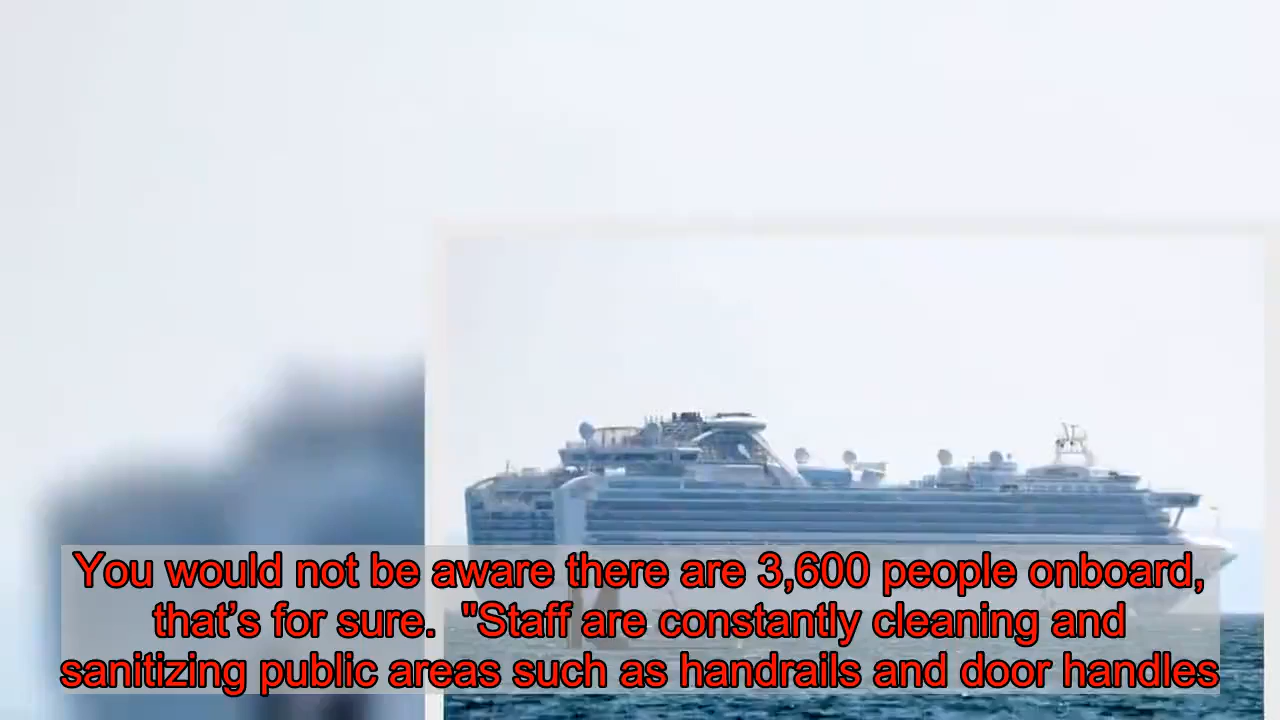 You would not be aware there are 3,600 people onboard,
that’s for sure.  "Staff are constantly cleaning and
sanitizing public areas such as handrails and door handles